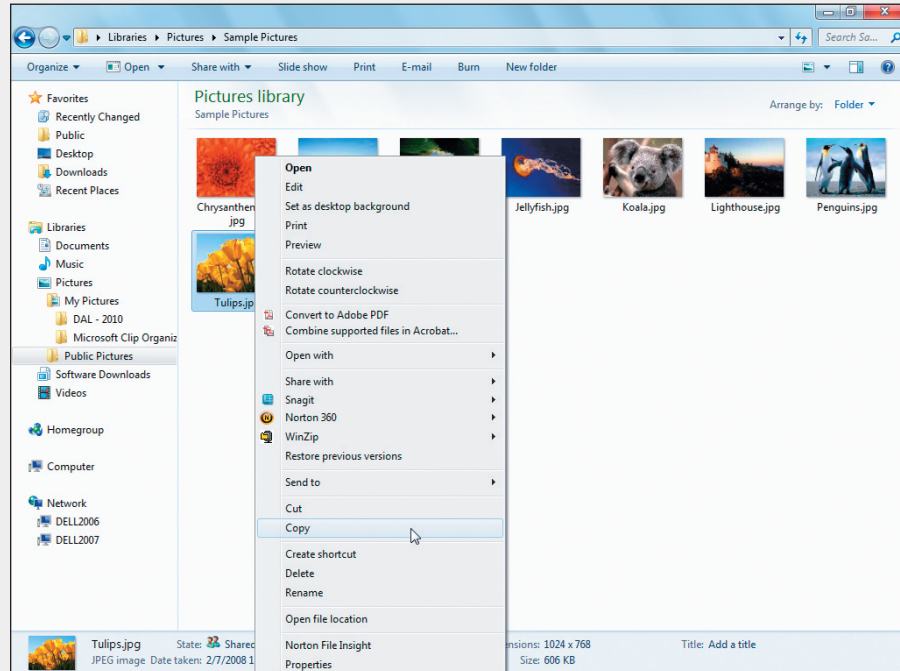 Libraries Pictures Sample Pictures
Search Sa...
Organize Open Share with Slide show Print E-mail Burn New folder
Favorites
Recently Changed
Public
Desktop
Downloads
Recent Places
Libraries
Documents
Music
Pictures
My Pictures
DAL - 2010
Microsoft Clip Organiz
Public Pictures
Software Downloads
Videos
Homegroup
Computer
Network
DELL2006
DELL2007
Pictures library
Sample Pictures
Arrange by: Folder
Chrysanthen
jpg
Jellyfish.jpg
Koala.jpg
Lighthouse.jpg
Penguins.jpg
Tulips.jp
Open
Edit
Set as desktop background
Print
Preview
Rotate clockwise
Rotate counterclockwise
Convert to Adobe PDF
Combine supported files in Acrobat...
Open with
Share with
Snagit
Norton 360
WinZip
Restore previous versions
Send to
Cut
Copy
Create shortcut
Delete
Rename
Open file location
Norton File Insight
Properties
Tulips.jpg State: Shared
JPEG image Date taken: 2/7/2008 1
ensions: 1024 x 768
Size: 606 KB
Title: Add a title